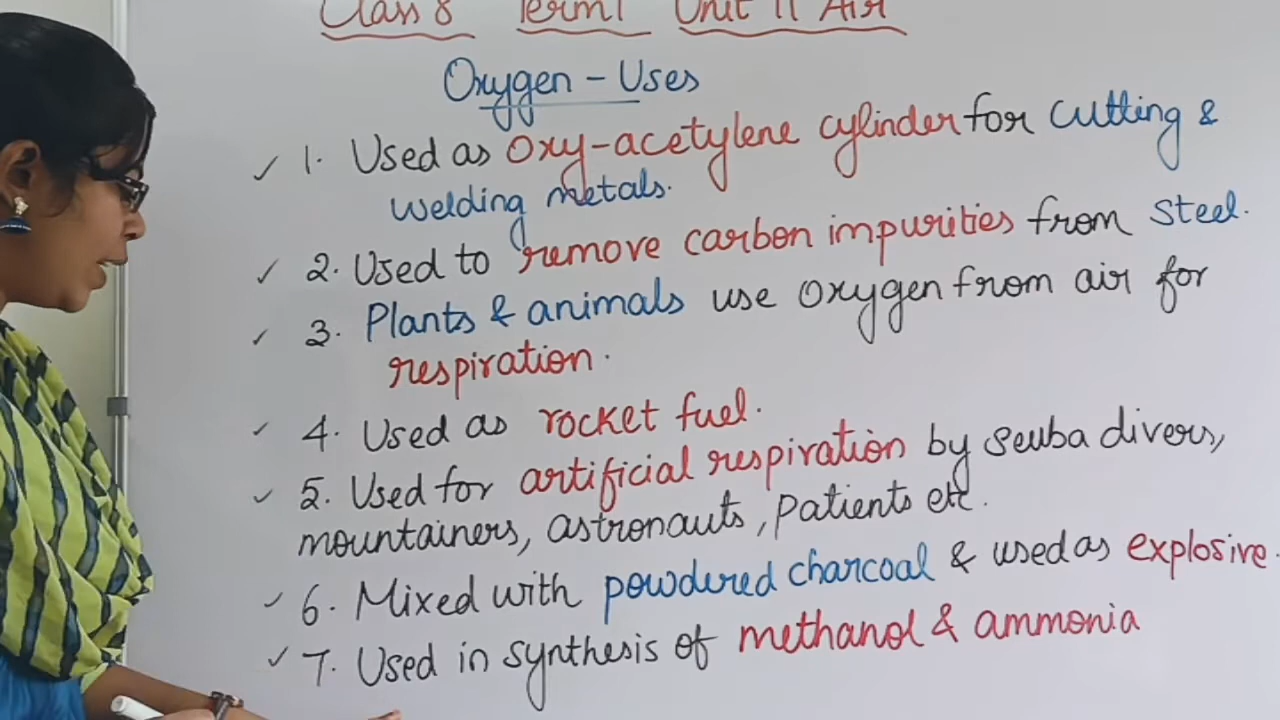 Class 8 Term I Unit 11 Air
Oxygen - Uses
1. Used as Oxy-acetylene cylinder for cutting &
welding metals.
2. Used to remove carbon impurities from steel.
3. Plants & animals use oxygen from air for
respiration.
4. Used as rocket fuel.
5. Used for artificial respiration by scuba divers,
mountainers, astronauts, patients etc.
6. Mixed with powdered charcoal & used as explosive.
7. Used in synthesis of methanol & ammonia